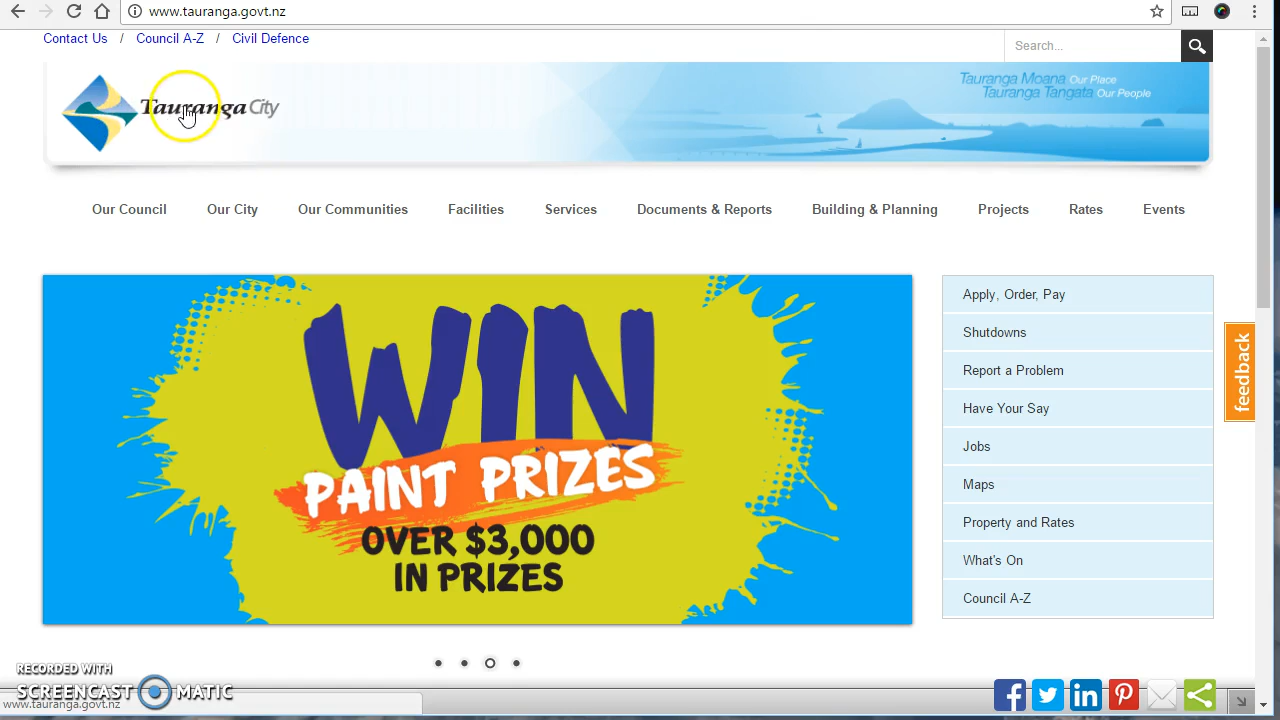 www.tauranga.govt.nz
Contact Us / Council A-Z / Civil Defence
Search...
Tauranga City
Tauranga Moana Our Place
Tauranga Tangata Our People
Our Council Our City Our Communities Facilities Services Documents & Reports Building & Planning Projects Rates Events
WIN
PAINT PRIZES
OVER $3,000
IN PRIZES
Apply, Order, Pay
Shutdowns
Report a Problem
Have Your Say
Jobs
Maps
Property and Rates
What's On
Council A-Z
feedback
RECORDED WITH
SCREENCAST MATIC
www.tauranga.govt.nz